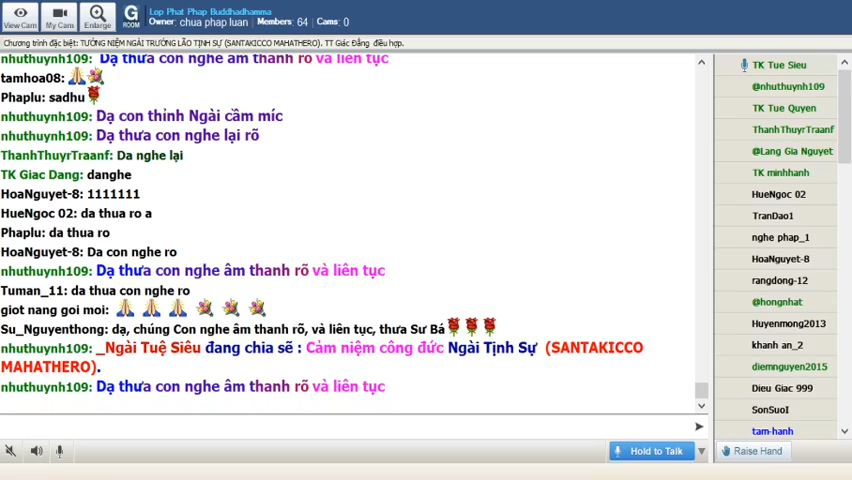 Lop Phat Phap Buddhadhamma
Owner: chua phap luan Members: 64 / Cams: 0
View Cam
My Cam
Enlarge
G ROOM
Chương trình đặc biệt: TƯỞNG NIỆM NGÀI TRƯỞNG LÃO TỊNH SỰ (SANTAKICCO MAHATHERO). TT Giác Đẳng điều hợp.
nhuthuynh109: Dạ thưa con nghe âm thanh rõ và liên tục
tamhoa08:
Phaplu: sadhu
nhuthuynh109: Dạ con thỉnh Ngài cầm míc
nhuthuynh109: Dạ thưa con nghe lại rõ
ThanhThuyrTraanf: Da nghe lại
TK Giac Dang: danghe
HoaNguyet-8: 1111111
HueNgoc 02: da thua ro a
Phaplu: da thua ro
HoaNguyet-8: Da con nghe ro
nhuthuynh109: Dạ thưa con nghe âm thanh rõ và liên tục
Tuman_11: da thua con nghe ro
giot nang goi moi:
Su_Nguyenthong: dạ, chúng Con nghe âm thanh rõ, và liên tục, thưa Sư Bá
nhuthuynh109: _Ngài Tuệ Siêu đang chia sẽ : Cảm niệm công đức Ngài Tịnh Sự (SANTAKICCO
MAHATHERO).
nhuthuynh109: Dạ thưa con nghe âm thanh rõ và liên tục
TK Tue Sieu
@nhuthuynh109
TK Tue Quyen
ThanhThuyrTraanf
@Lang Gia Nguyet
TK minhhanh
HueNgoc 02
TranDao1
nghe phap_1
HoaNguyet-8
rangdong-12
@hongnhat
Huyenmong2013
khanh an_2
diemnguyen2015
Dieu Giac 999
SonSuoI
tam-hanh
Hold to Talk
Raise Hand